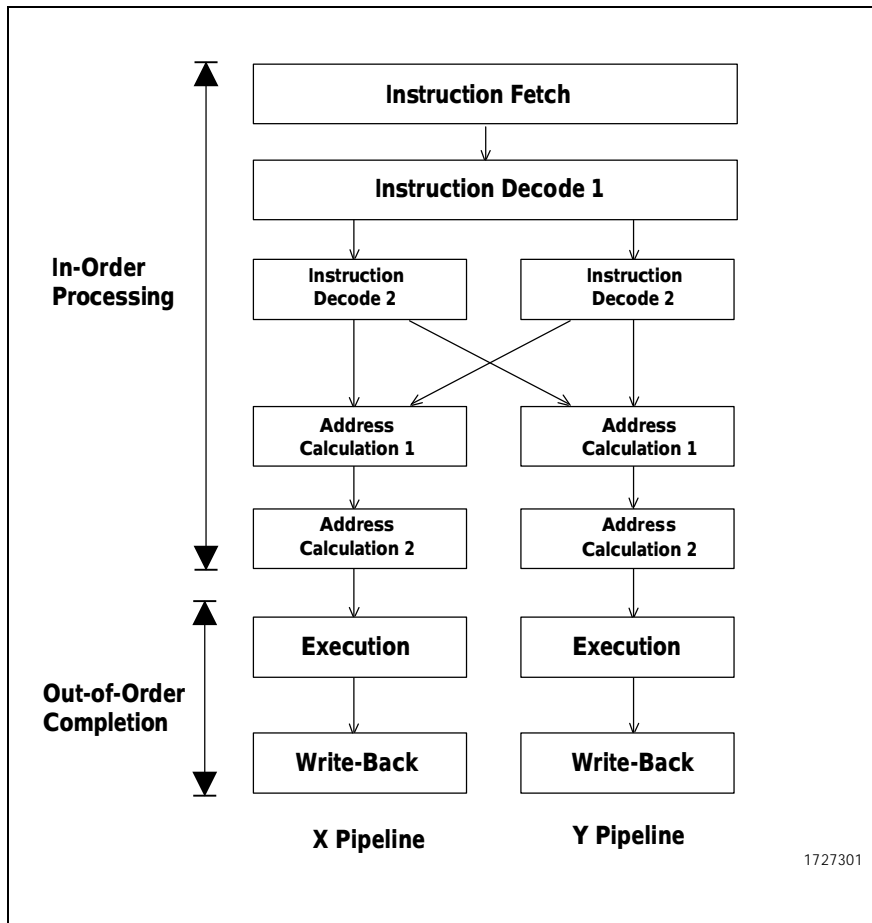 Instruction Fetch
Instruction Decode 1
In-Order
Processing
Instruction
Decode 2
Instruction
Decode 2
Address
Calculation 1
Address
Calculation 1
Address
Calculation 2
Address
Calculation 2
Out-of-Order
Completion
Execution
Execution
Write-Back
Write-Back
X Pipeline
Y Pipeline
1727301